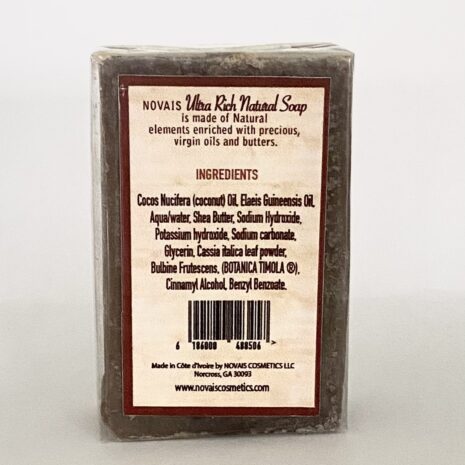 NOVAIS Ultra Rich Natural Soap
is made of Natural
elements enriched with precious,
virgin oils and butters.
INGREDIENTS
Cocos Nucifera (coconut) Oil, Elaeis Guineensis Oil,
Aqua/water, Shea Butter, Sodium Hydroxide,
Potassium hydroxide, Sodium carbonate,
Glycerin, Cassia italica leaf powder,
Bulbine Frutescens, (BOTANICA TIMOLA ®),
Cinnamyl Alcohol, Benzyl Benzoate.
6 186000 488506 >
Made in Côte d'Ivoire by NOVAIS COSMETICS LLC
Norcross, GA 30093
www.novaiscosmetics.com